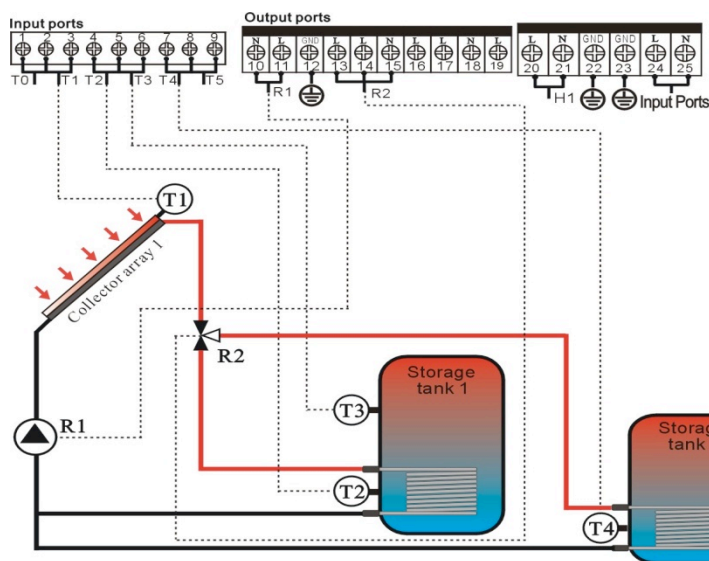 Input ports
1 2 3 4 5 6 7 8 9
T0 T1 T2 T3 T4 T5
Output ports
N N GND L L N L L N L
10 11 12 13 14 15 16 17 18 19
R1 R2
L N GND GND L N
20 21 22 23 24 25
H1 Input Ports
T1
Collector array 1
R2
R1
Storage
tank 1
T3
T2
Storag
tank
T4